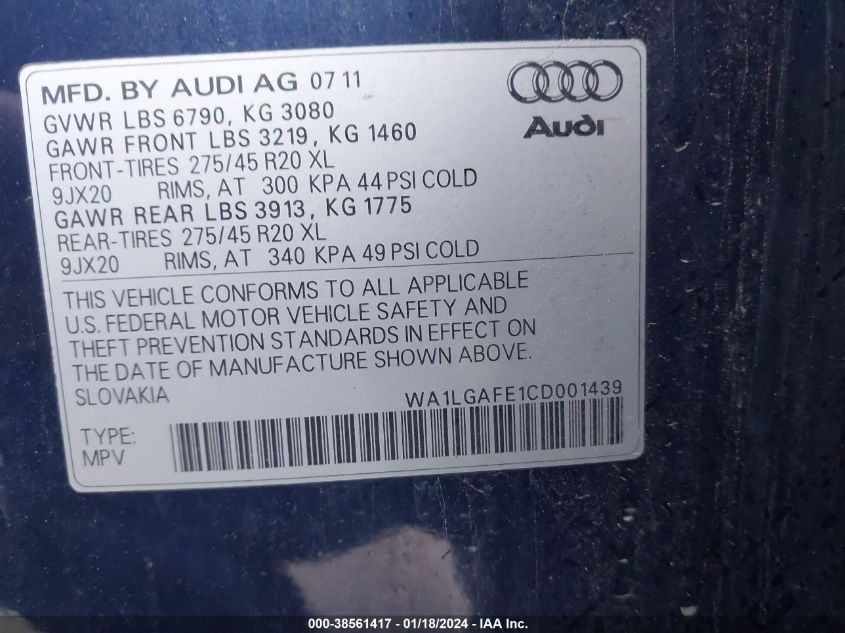 MFD. BY AUDI AG 07 11
GVWR LBS 6790, KG 3080
GAWR FRONT LBS 3219, KG 1460
FRONT-TIRES 275/45 R20 XL
9JX20 RIMS, AT 300 KPA 44 PSI COLD
GAWR REAR LBS 3913, KG 1775
REAR-TIRES 275/45 R20 XL
9JX20 RIMS, AT 340 KPA 49 PSI COLD
Audi
THIS VEHICLE CONFORMS TO ALL APPLICABLE
U.S. FEDERAL MOTOR VEHICLE SAFETY AND
THEFT PREVENTION STANDARDS IN EFFECT ON
THE DATE OF MANUFACTURE SHOWN ABOVE.
SLOVAKIA WA1LGAFE1CD001439
TYPE:
MPV
000-38561417 - 01/18/2024 - IAA Inc.